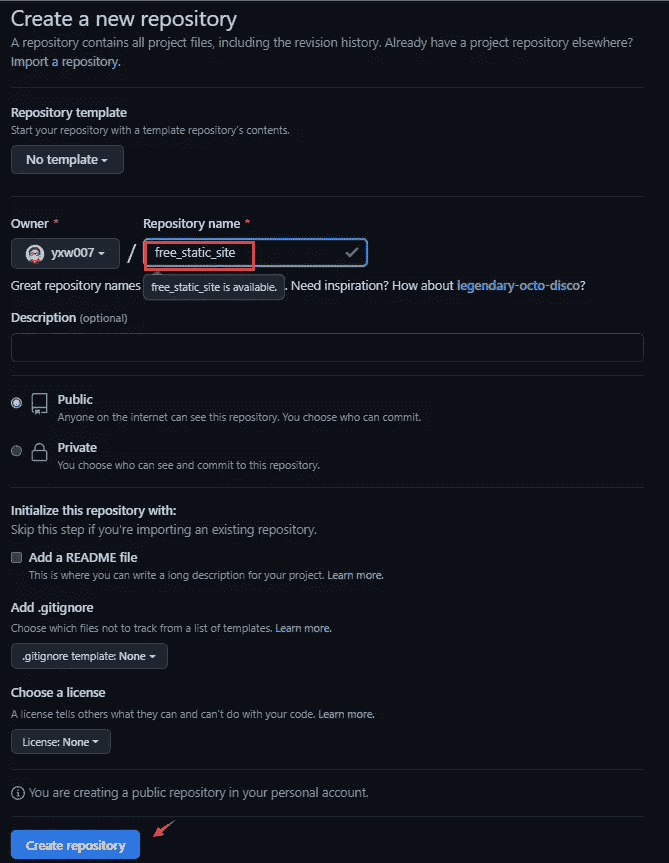 Create a new repository
A repository contains all project files, including the revision history. Already have a project repository elsewhere?
Import a repository.
Repository template
Start your repository with a template repository's contents.
No template
Owner *
Repository name *
yxw007
/
free_static_site
Great repository names
free_static_site is available.
. Need inspiration? How about legendary-octo-disco?
Description (optional)
Public
Anyone on the internet can see this repository. You choose who can commit.
Private
You choose who can see and commit to this repository.
Initialize this repository with:
Skip this step if you're importing an existing repository.
Add a README file
This is where you can write a long description for your project. Learn more.
Add .gitignore
Choose which files not to track from a list of templates. Learn more.
.gitignore template: None
Choose a license
A license tells others what they can and can't do with your code. Learn more.
License: None
You are creating a public repository in your personal account.
Create repository